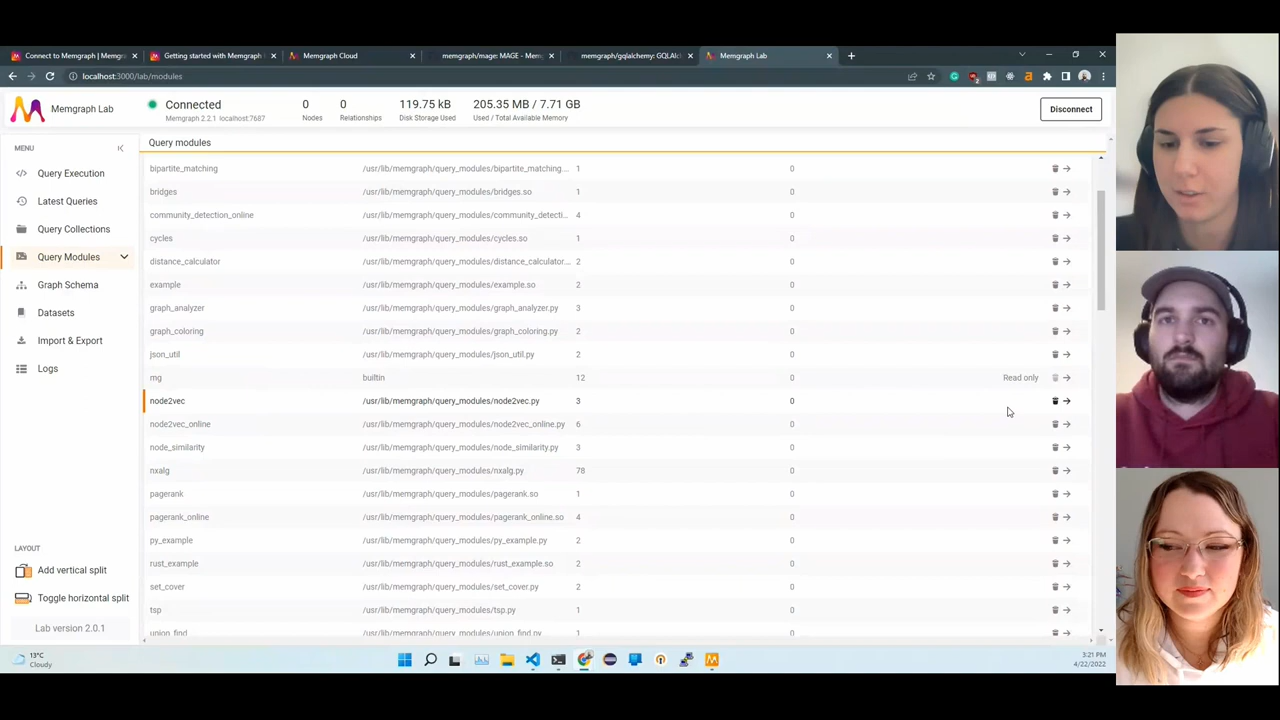 Connect to Memgraph | Memgra
Getting started with Memgraph
Memgraph Cloud
memgraph/mage: MAGE - Mem
memgraph/gqlalchemy: GQLAlc
Memgraph Lab
localhost:3000/lab/modules
Memgraph Lab
Connected
Memgraph 2.2.1 localhost:7687
0
Nodes
0
Relationships
119.75 kB
Disk Storage Used
205.35 MB / 7.71 GB
Used / Total Available Memory
Disconnect
MENU
Query Execution
Latest Queries
Query Collections
Query Modules
Graph Schema
Datasets
Import & Export
Logs
LAYOUT
Add vertical split
Toggle horizontal split
Lab version 2.0.1
Query modules
bipartite_matching /usr/lib/memgraph/query_modules/bipartite_matching.... 1 0
bridges /usr/lib/memgraph/query_modules/bridges.so 1 0
community_detection_online /usr/lib/memgraph/query_modules/community_detecti... 4 0
cycles /usr/lib/memgraph/query_modules/cycles.so 1 0
distance_calculator /usr/lib/memgraph/query_modules/distance_calculator.... 2 0
example /usr/lib/memgraph/query_modules/example.so 2 0
graph_analyzer /usr/lib/memgraph/query_modules/graph_analyzer.py 3 0
graph_coloring /usr/lib/memgraph/query_modules/graph_coloring.py 2 0
json_util /usr/lib/memgraph/query_modules/json_util.py 2 0
mg builtin 12 0 Read only
node2vec /usr/lib/memgraph/query_modules/node2vec.py 3 0
node2vec_online /usr/lib/memgraph/query_modules/node2vec_online.py 6 0
node_similarity /usr/lib/memgraph/query_modules/node_similarity.py 3 0
nxalg /usr/lib/memgraph/query_modules/nxalg.py 78 0
pagerank /usr/lib/memgraph/query_modules/pagerank.so 1 0
pagerank_online /usr/lib/memgraph/query_modules/pagerank_online.so 4 0
py_example /usr/lib/memgraph/query_modules/py_example.py 2 0
rust_example /usr/lib/memgraph/query_modules/rust_example.so 2 0
set_cover /usr/lib/memgraph/query_modules/set_cover.py 2 0
tsp /usr/lib/memgraph/query_modules/tsp.py 1 0
union_find /usr/lib/memgraph/query_modules/union_find.py 1 0
13°C
Cloudy
3:21 PM
4/22/2022